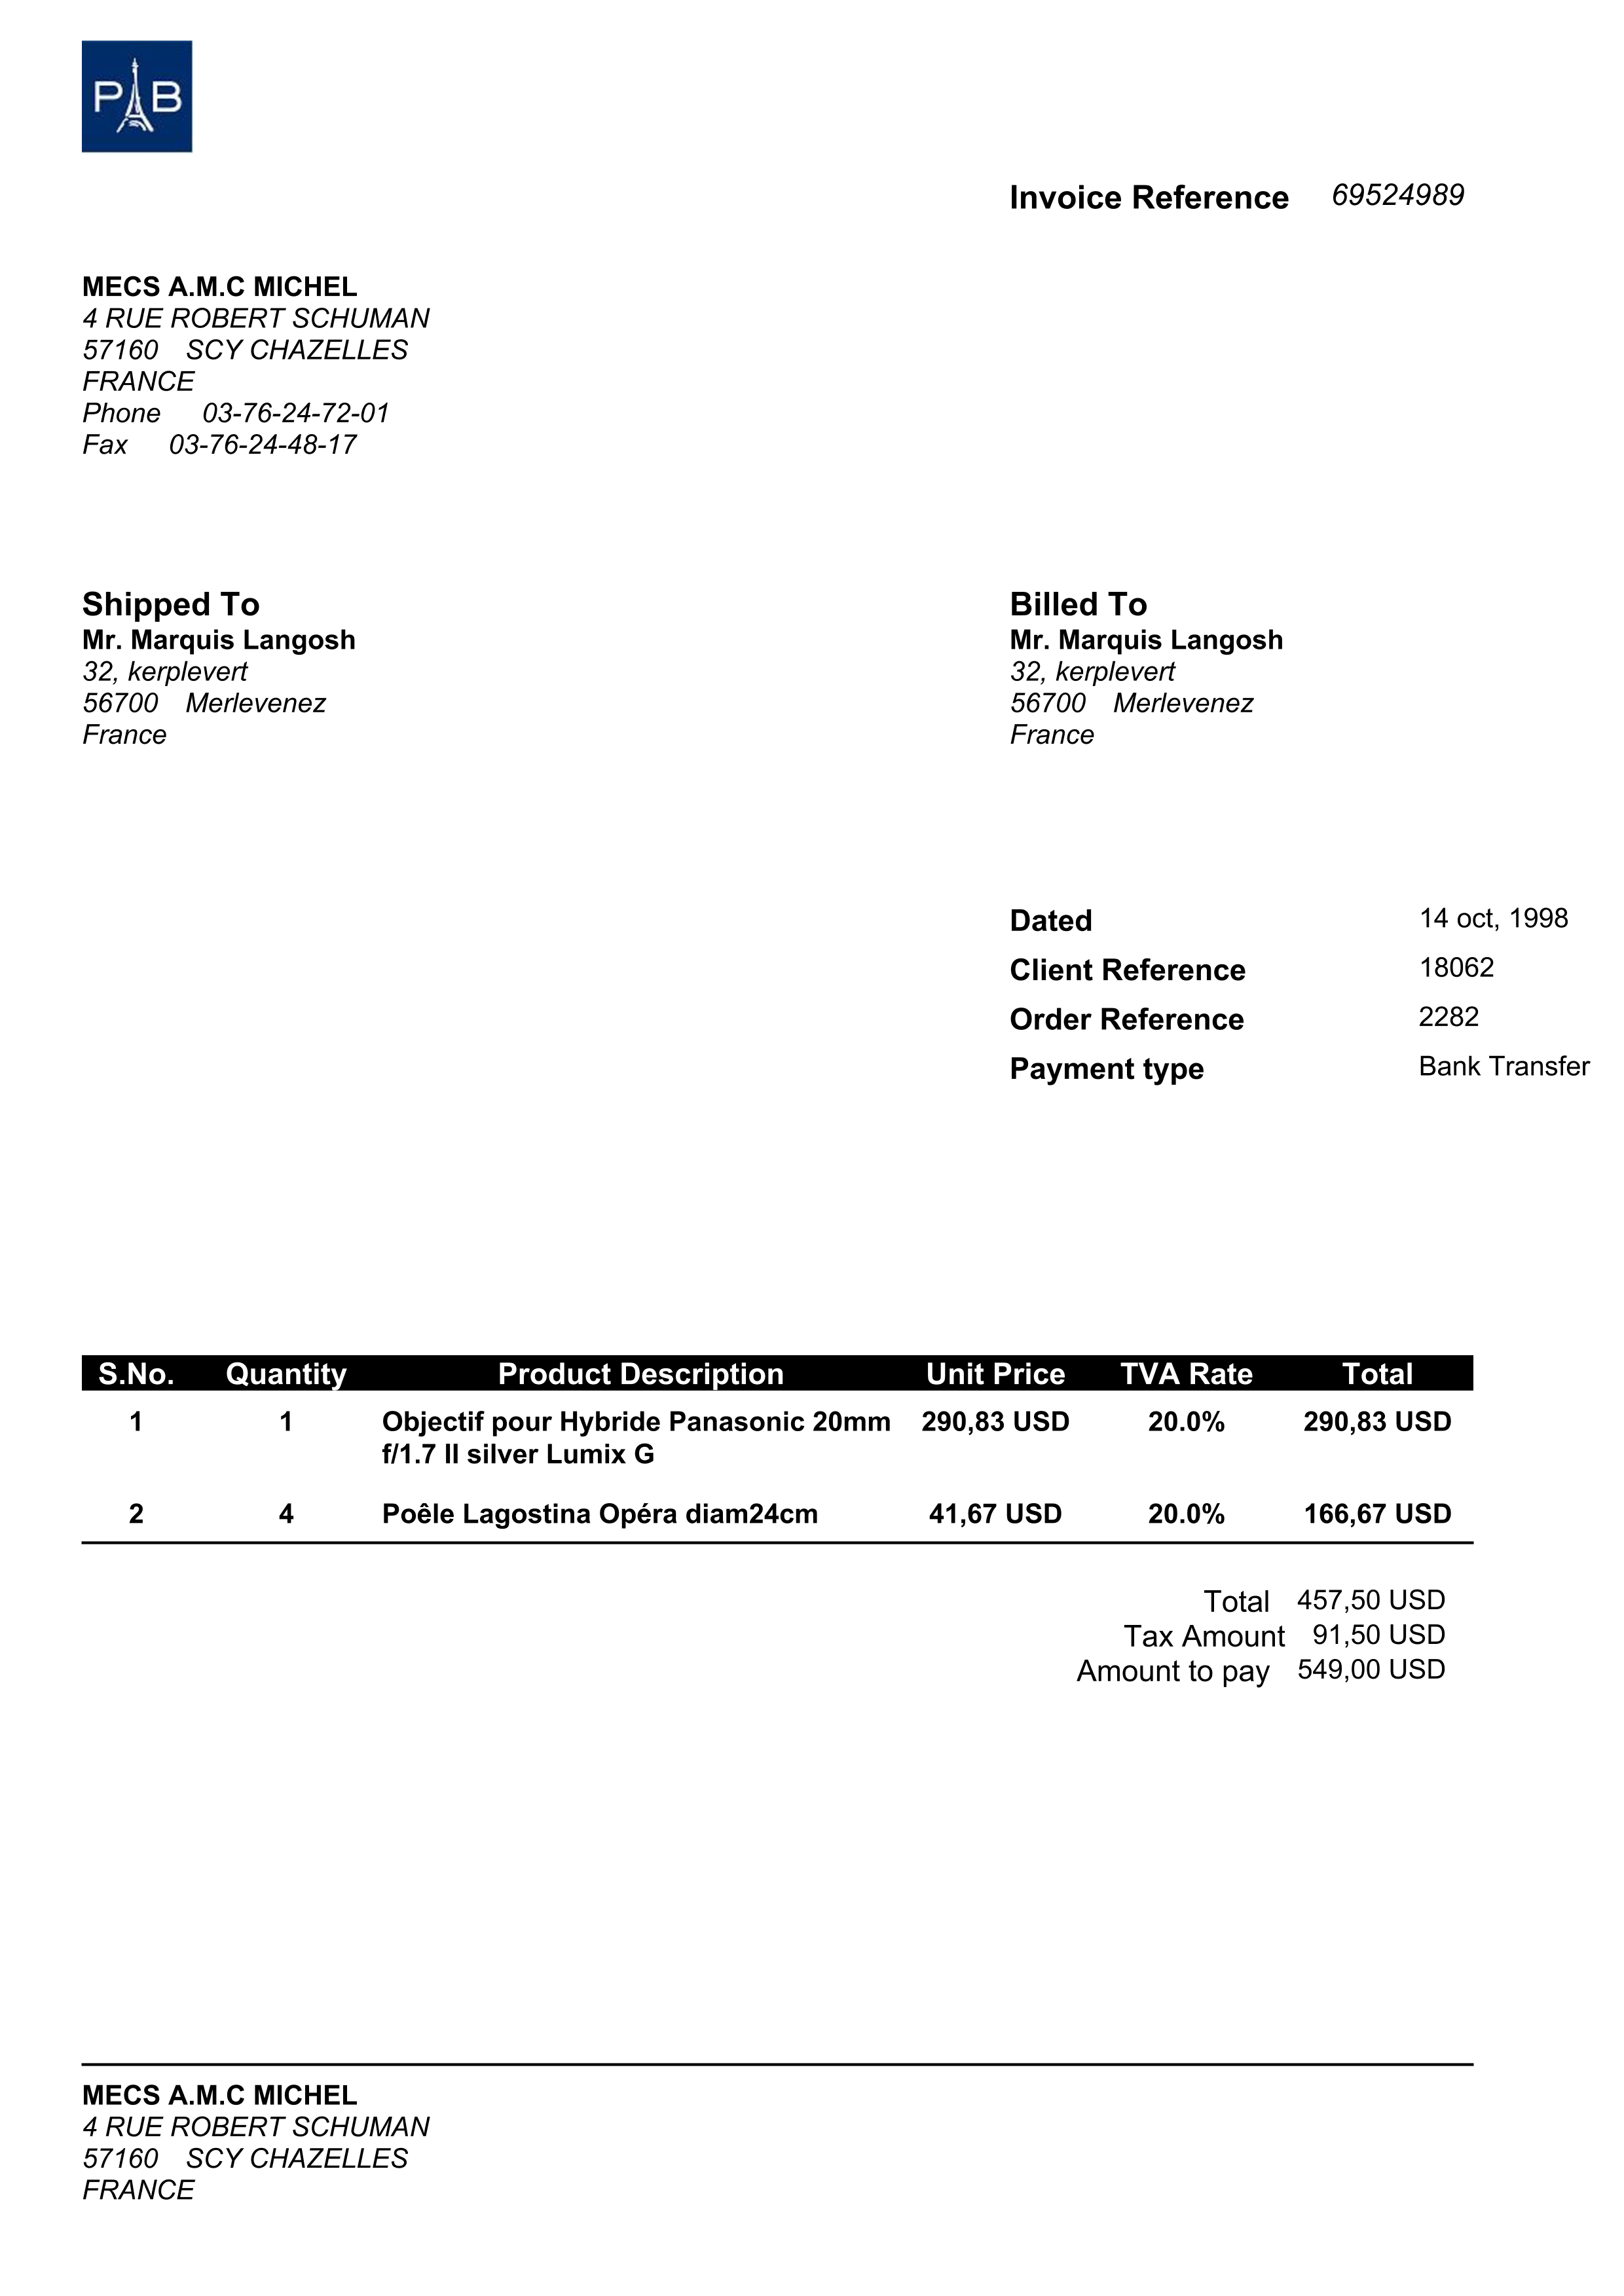 P B
Invoice Reference 69524989
MECS A.M.C MICHEL
4 RUE ROBERT SCHUMAN
57160 SCY CHAZELLES
FRANCE
Phone 03-76-24-72-01
Fax 03-76-24-48-17
Shipped To
Mr. Marquis Langosh
32, kerplevert
56700 Merlevenez
France
Billed To
Mr. Marquis Langosh
32, kerplevert
56700 Merlevenez
France
Dated 14 oct, 1998
Client Reference 18062
Order Reference 2282
Payment type Bank Transfer
S.No. Quantity Product Description Unit Price TVA Rate Total
1 1 Objectif pour Hybride Panasonic 20mm 290,83 USD 20.0% 290,83 USD
f/1.7 II silver Lumix G
2 4 Poêle Lagostina Opéra diam24cm 41,67 USD 20.0% 166,67 USD
Total 457,50 USD
Tax Amount 91,50 USD
Amount to pay 549,00 USD
MECS A.M.C MICHEL
4 RUE ROBERT SCHUMAN
57160 SCY CHAZELLES
FRANCE